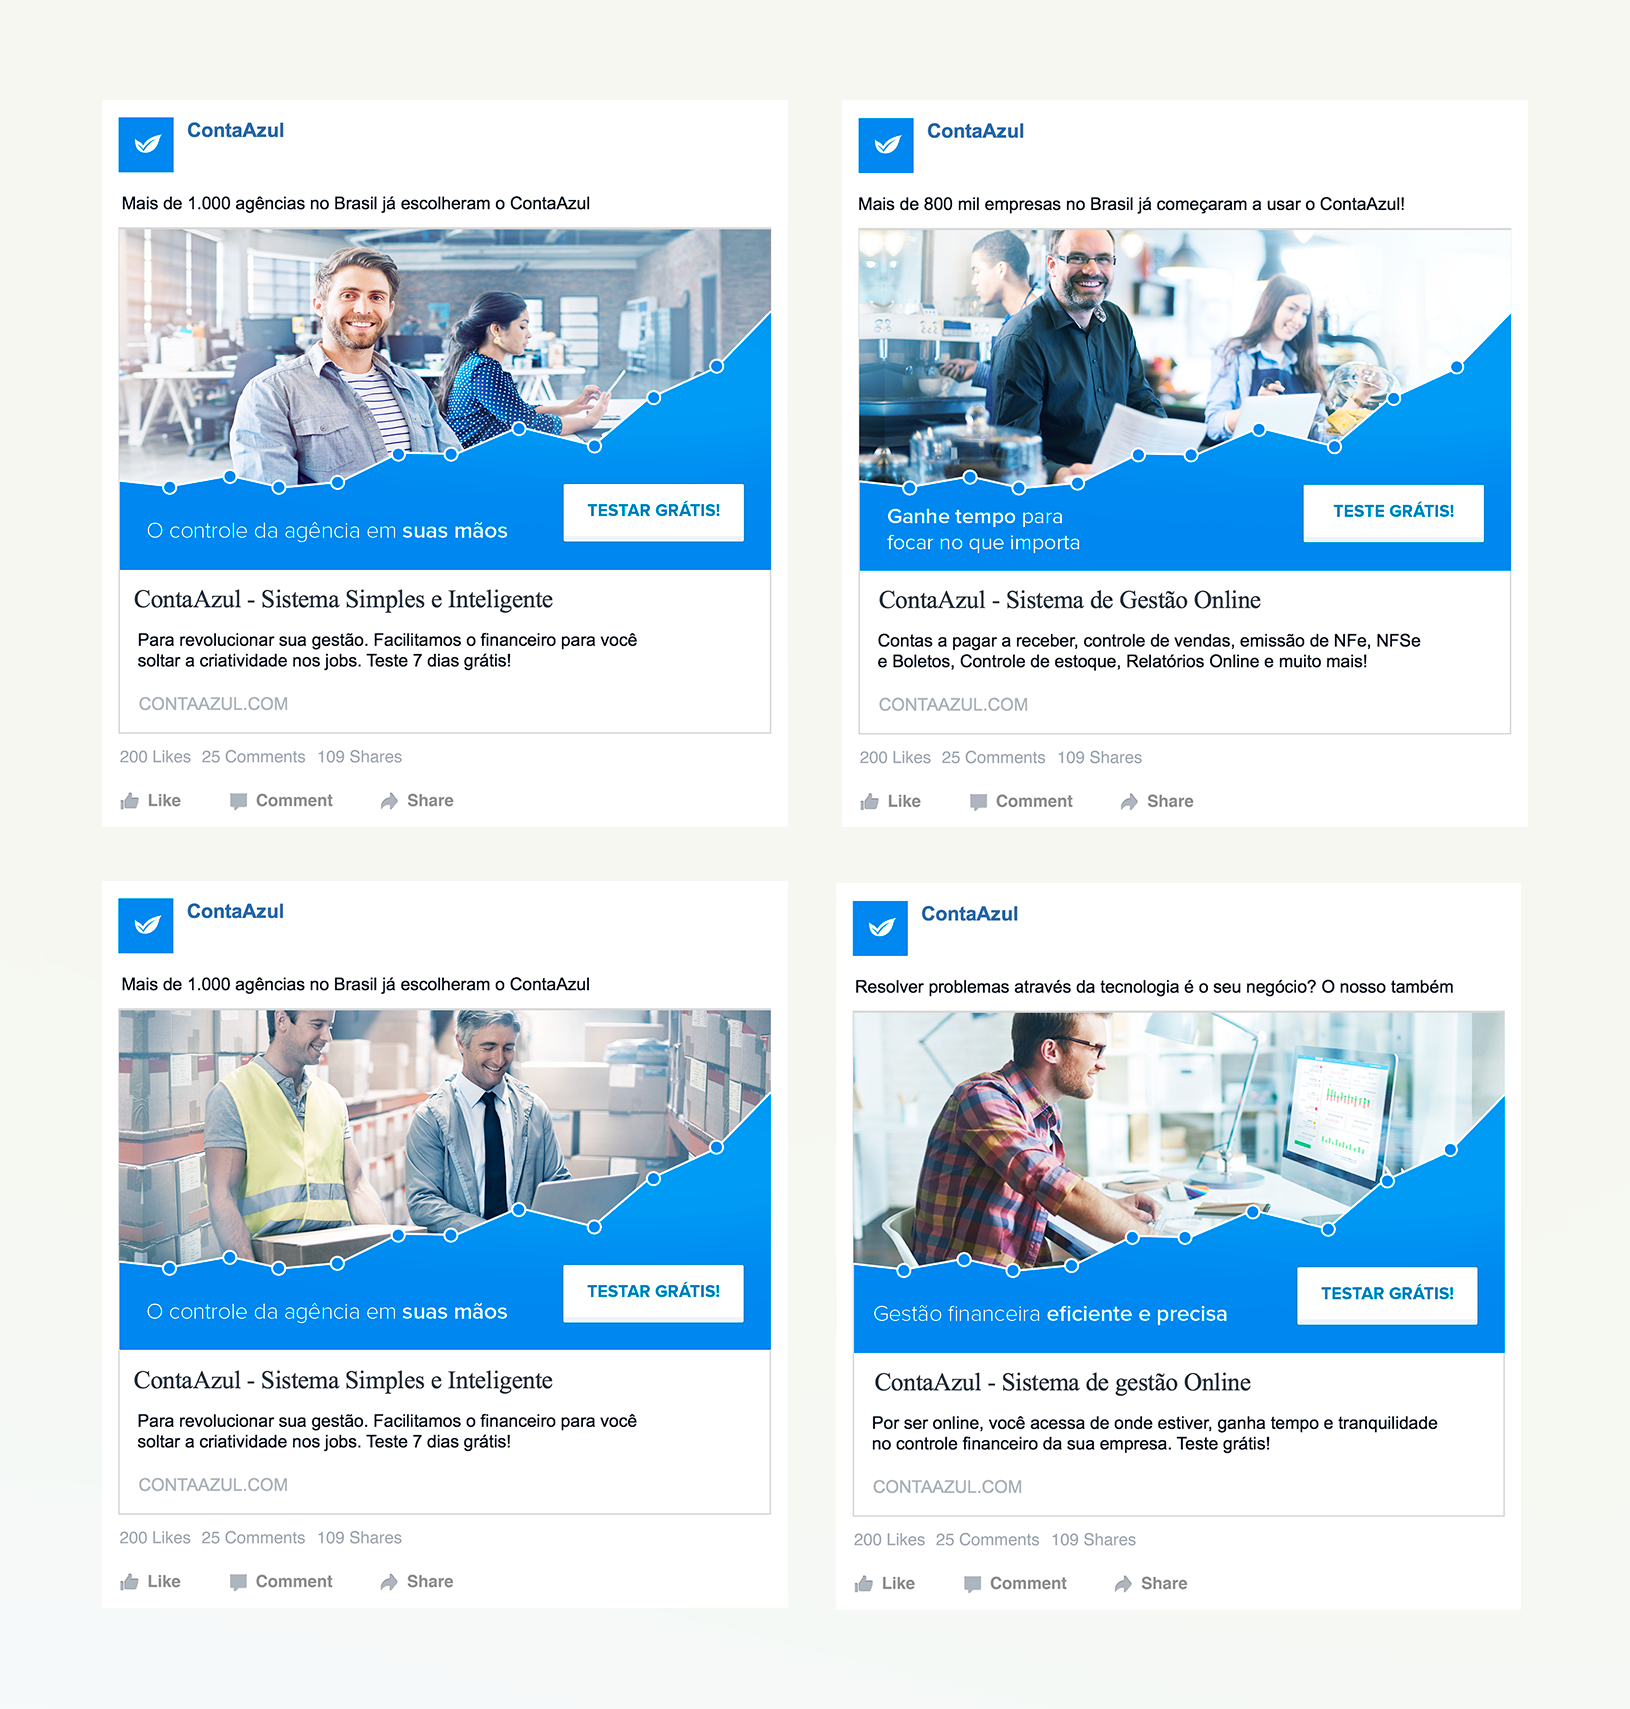 ContaAzul
Mais de 1.000 agências no Brasil já escolheram o ContaAzul
O controle da agência em suas mãos
TESTAR GRÁTIS!
ContaAzul - Sistema Simples e Inteligente
Para revolucionar sua gestão. Facilitamos o financeiro para você
soltar a criatividade nos jobs. Teste 7 dias grátis!
CONTAAZUL.COM
200 Likes 25 Comments 109 Shares
Like Comment Share
ContaAzul
Mais de 800 mil empresas no Brasil já começaram a usar o ContaAzul!
Ganhe tempo para
focar no que importa
TESTE GRÁTIS!
ContaAzul - Sistema de Gestão Online
Contas a pagar a receber, controle de vendas, emissão de NFe, NFSe
e Boletos, Controle de estoque, Relatórios Online e muito mais!
CONTAAZUL.COM
200 Likes 25 Comments 109 Shares
Like Comment Share
ContaAzul
Mais de 1.000 agências no Brasil já escolheram o ContaAzul
O controle da agência em suas mãos
TESTAR GRÁTIS!
ContaAzul - Sistema Simples e Inteligente
Para revolucionar sua gestão. Facilitamos o financeiro para você
soltar a criatividade nos jobs. Teste 7 dias grátis!
CONTAAZUL.COM
200 Likes 25 Comments 109 Shares
Like Comment Share
ContaAzul
Resolver problemas através da tecnologia é o seu negócio? O nosso também
Gestão financeira eficiente e precisa
TESTAR GRÁTIS!
ContaAzul - Sistema de gestão Online
Por ser online, você acessa de onde estiver, ganha tempo e tranquilidade
no controle financeiro da sua empresa. Teste grátis!
CONTAAZUL.COM
200 Likes 25 Comments 109 Shares
Like Comment Share